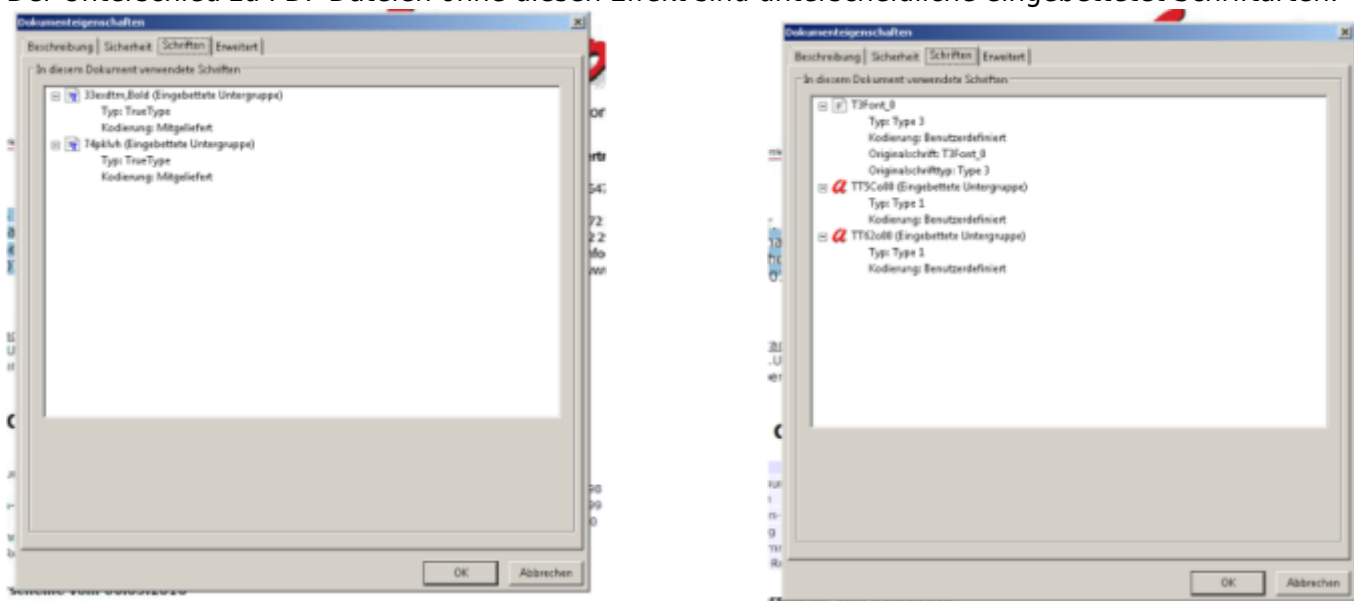 Der Unterschied zu PDF-Dateien ohne diesen Effekt sind unterscheidliche eingebettetet Schriftarten.
Dokumenteigenschaften
Beschreibung
Sicherheit
Schriften
Erweitert
In diesem Dokument verwendete Schriften
33exdtm,Bold (Eingebettete Untergruppe)
Typ: TrueType
Kodierung: Mitgeliefert
74pklvh (Eingebettete Untergruppe)
Typ: TrueType
Kodierung: Mitgeliefert
OK
Abbrechen
Dokumenteigenschaften
Beschreibung
Sicherheit
Schriften
Erweitert
In diesem Dokument verwendete Schriften
T3Font_0
Typ: Type 3
Kodierung: Benutzerdefiniert
Originalschrift: T3Font_0
Originalschrifttyp: Type 3
TT5Co00 (Eingebettete Untergruppe)
Typ: Type 1
Kodierung: Benutzerdefiniert
TT62o00 (Eingebettete Untergruppe)
Typ: Type 1
Kodierung: Benutzerdefiniert
OK
Abbrechen